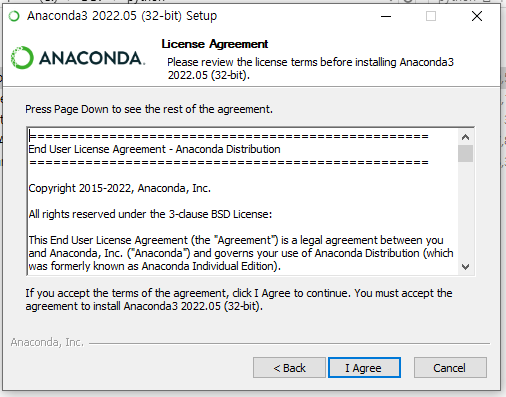 Anaconda3 2022.05 (32-bit) Setup
ANACONDA.
License Agreement
Please review the license terms before installing Anaconda3
2022.05 (32-bit).
Press Page Down to see the rest of the agreement.
==================================================
End User License Agreement - Anaconda Distribution
==================================================
Copyright 2015-2022, Anaconda, Inc.
All rights reserved under the 3-clause BSD License:
This End User License Agreement (the "Agreement") is a legal agreement between you
and Anaconda, Inc. ("Anaconda") and governs your use of Anaconda Distribution (which
was formerly known as Anaconda Individual Edition).
If you accept the terms of the agreement, click I Agree to continue. You must accept the
agreement to install Anaconda3 2022.05 (32-bit).
Anaconda, Inc.
< Back
I Agree
Cancel